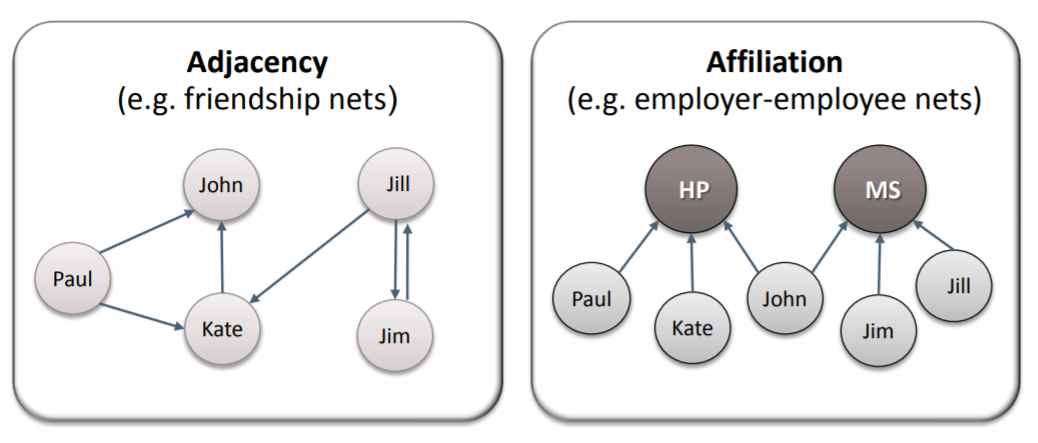 Adjacency
(e.g. friendship nets)
John
Jill
Paul
Kate
Jim
Affiliation
(e.g. employer-employee nets)
HP
MS
Paul
Kate
John
Jim
Jill